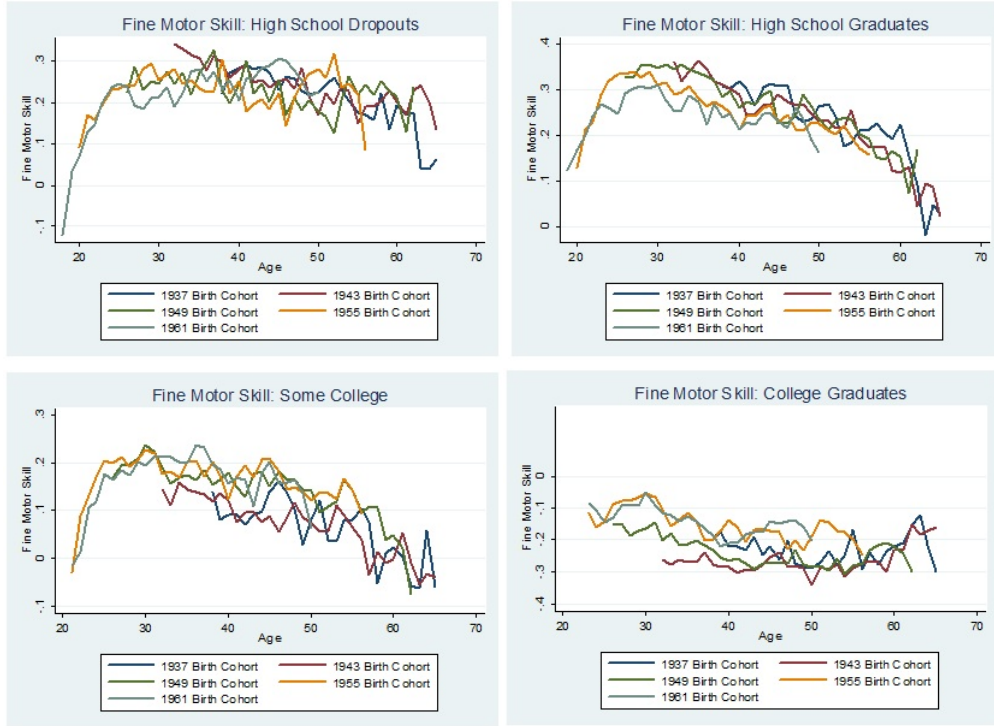 Fine Motor Skill: High School Dropouts
Fine Motor Skill
.3
.2
.1
0
-.1
20 30 40 50 60 70
Age
1937 Birth Cohort 1943 Birth Cohort
1949 Birth Cohort 1955 Birth Cohort
1961 Birth Cohort
Fine Motor Skill: High School Graduates
Fine Motor Skill
.4
.3
.2
.1
0
20 30 40 50 60 70
Age
1937 Birth Cohort 1943 Birth Cohort
1949 Birth Cohort 1955 Birth Cohort
1961 Birth Cohort
Fine Motor Skill: Some College
Fine Motor Skill
.3
.2
.1
0
-.1
20 30 40 50 60 70
Age
1937 Birth Cohort 1943 Birth Cohort
1949 Birth Cohort 1955 Birth Cohort
1961 Birth Cohort
Fine Motor Skill: College Graduates
Fine Motor Skill
0
-.1
-.2
-.3
-.4
20 30 40 50 60 70
Age
1937 Birth Cohort 1943 Birth Cohort
1949 Birth Cohort 1955 Birth Cohort
1961 Birth Cohort